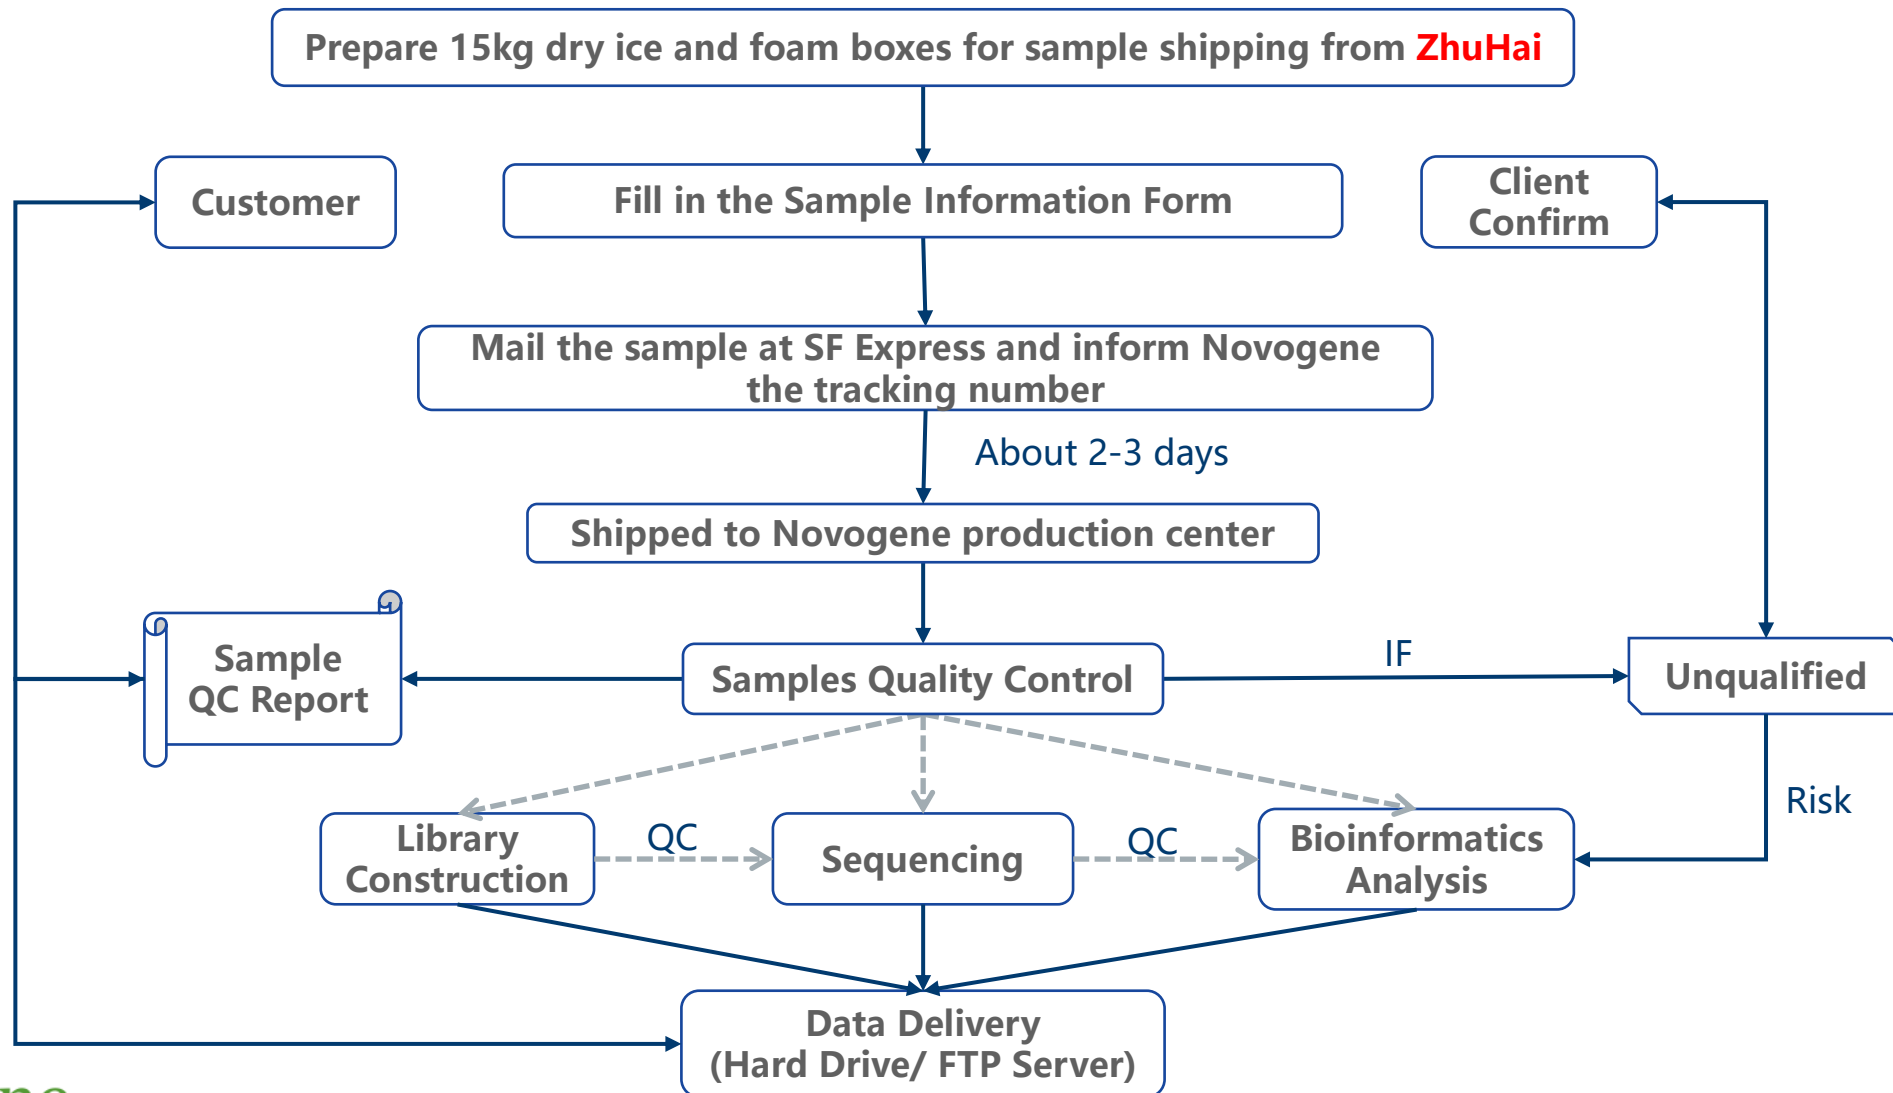 Prepare 15kg dry ice and foam boxes for sample shipping from ZhuHai
Customer
Fill in the Sample Information Form
Client
Confirm
Mail the sample at SF Express and inform Novogene
the tracking number
About 2-3 days
Shipped to Novogene production center
Sample
QC Report
Samples Quality Control
IF
Unqualified
Risk
Library
Construction
QC
Sequencing
QC
Bioinformatics
Analysis
Data Delivery
(Hard Drive/ FTP Server)